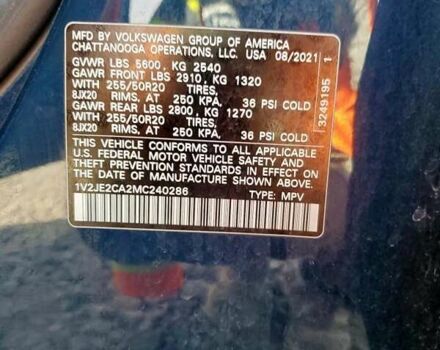 MFD BY VOLKSWAGEN GROUP OF AMERICA
CHATTANOOGA OPERATIONS, LLC. USA 08/2021
GVWR LBS 5600 , KG 2540
GAWR FRONT LBS 2910, KG 1320
WITH 255/50R20 TIRES,
8JX20 RIMS, AT 250 KPA, 36 PSI COLD
GAWR REAR LBS 2800, KG 1270
WITH 255/50R20 TIRES,
8JX20 RIMS, AT 250 KPA, 36 PSI COLD
THIS VEHICLE CONFORMS TO ALL APPLICABLE
U.S. FEDERAL MOTOR VEHICLE SAFETY AND
THEFT PREVENTION STANDARDS IN EFFECT ON THE
DATE OF MANUFACTURE SHOWN ABOVE.
1V2JE2CA2MC240286 TYPE: MPV
3249195 1